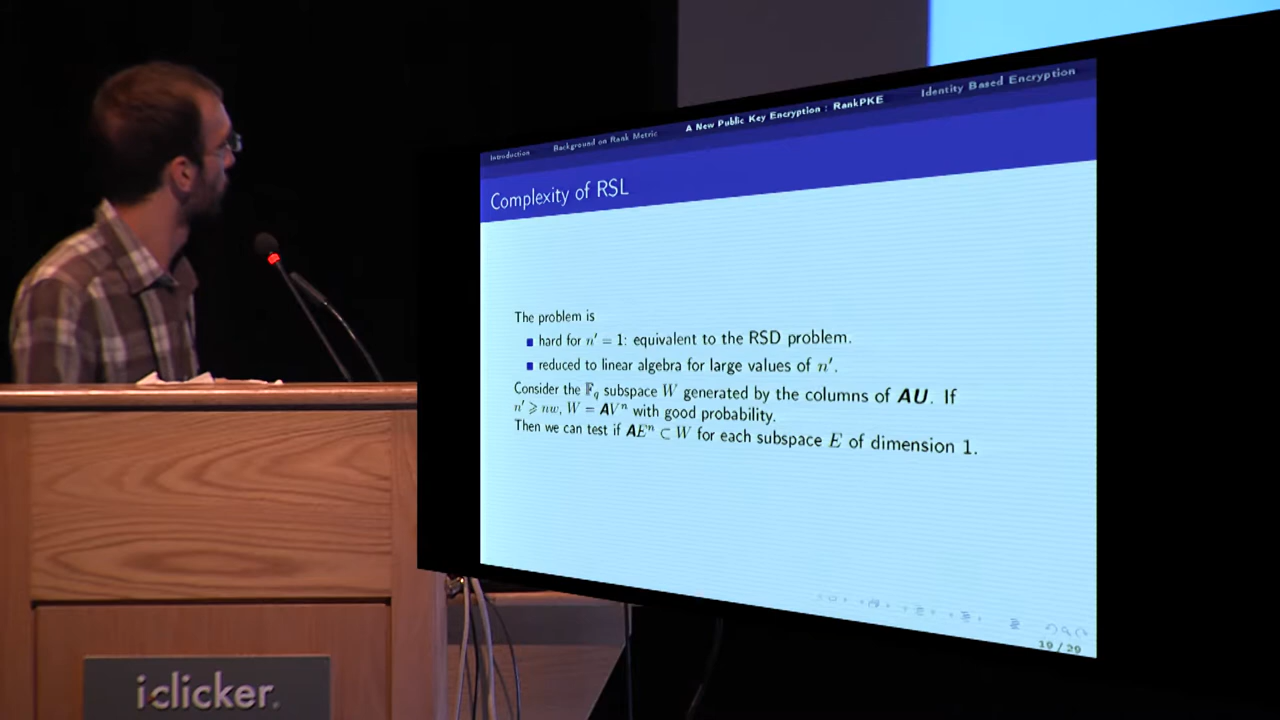 Introduction Background on Rank Metric A New Public Key Encryption : RankPKE Identity Based Encryption
Complexity of RSL
The problem is
hard for n′ = 1: equivalent to the RSD problem.
reduced to linear algebra for large values of n′.
Consider the 𝔽q subspace W generated by the columns of AU. If
n′ ⩾ nw, W = AVⁿ with good probability.
Then we can test if AEⁿ ⊂ W for each subspace E of dimension 1.
19 / 29
iclicker.